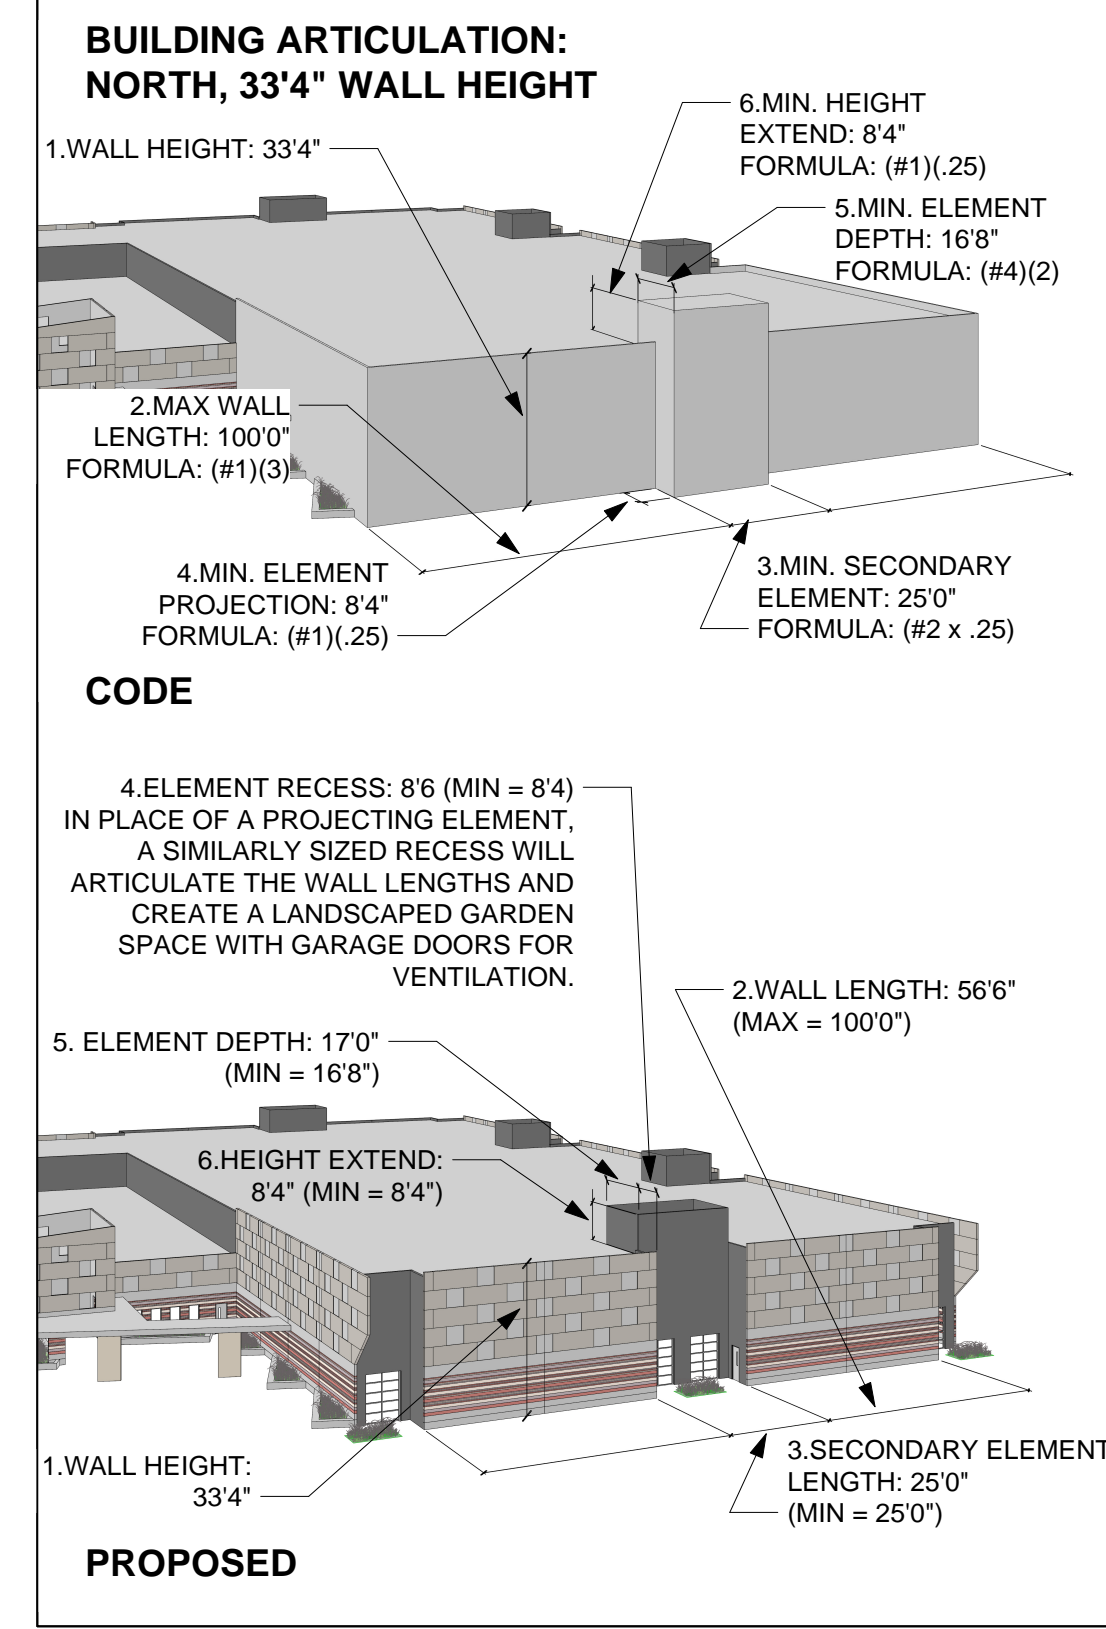 BUILDING ARTICULATION:
NORTH, 33'4" WALL HEIGHT
1.WALL HEIGHT: 33'4"
6.MIN. HEIGHT
EXTEND: 8'4"
FORMULA: (#1)(.25)
5.MIN. ELEMENT
DEPTH: 16'8"
FORMULA: (#4)(2)
2.MAX WALL
LENGTH: 100'0"
FORMULA: (#1)(3)
4.MIN. ELEMENT
PROJECTION: 8'4"
FORMULA: (#1)(.25)
3.MIN. SECONDARY
ELEMENT: 25'0"
FORMULA: (#2 x .25)
CODE
4.ELEMENT RECESS: 8'6 (MIN = 8'4)
IN PLACE OF A PROJECTING ELEMENT,
A SIMILARLY SIZED RECESS WILL
ARTICULATE THE WALL LENGTHS AND
CREATE A LANDSCAPED GARDEN
SPACE WITH GARAGE DOORS FOR
VENTILATION.
2.WALL LENGTH: 56'6"
(MAX = 100'0")
5. ELEMENT DEPTH: 17'0"
(MIN = 16'8")
6.HEIGHT EXTEND:
8'4" (MIN = 8'4")
1.WALL HEIGHT:
33'4"
3.SECONDARY ELEMENT
LENGTH: 25'0"
(MIN = 25'0")
PROPOSED